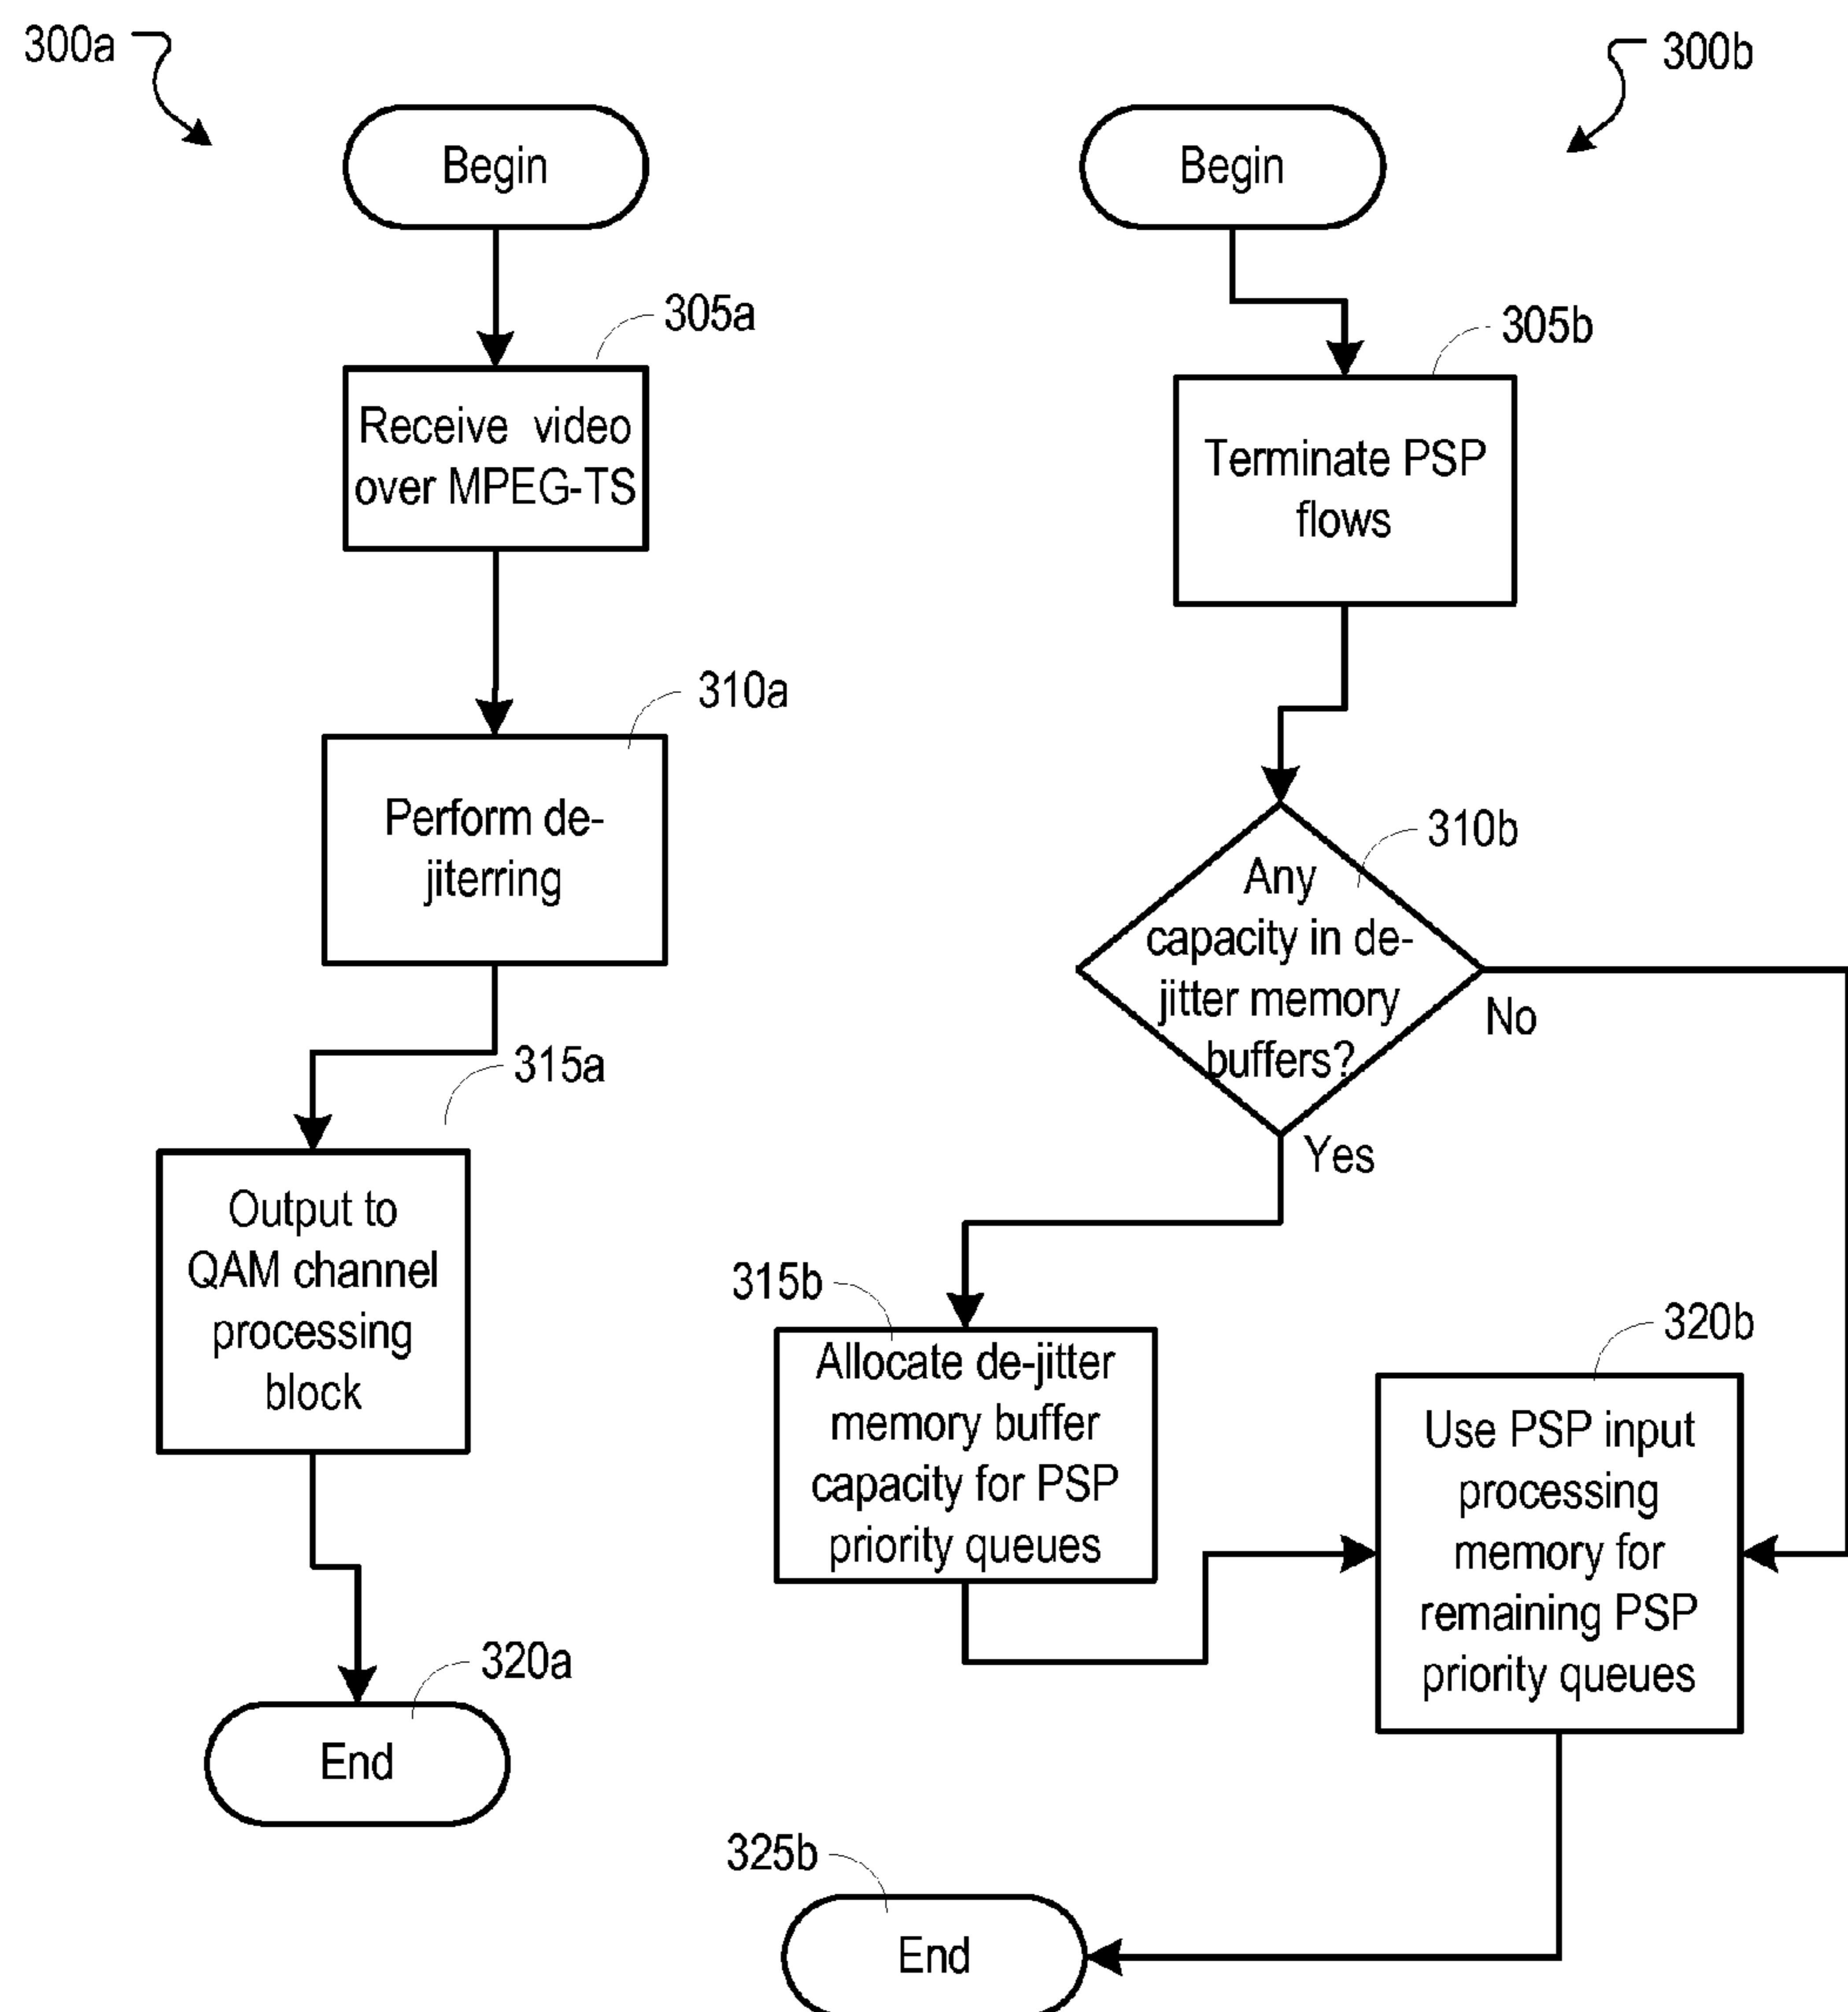 300a
Begin
305a
Receive video
over MPEG-TS
310a
Perform de-
jiterring
315a
Output to
QAM channel
processing
block
320a
End
300b
Begin
305b
Terminate PSP
flows
310b
Any
capacity in de-
jitter memory
buffers?
No
Yes
315b
Allocate de-jitter
memory buffer
capacity for PSP
priority queues
320b
Use PSP input
processing
memory for
remaining PSP
priority queues
325b
End